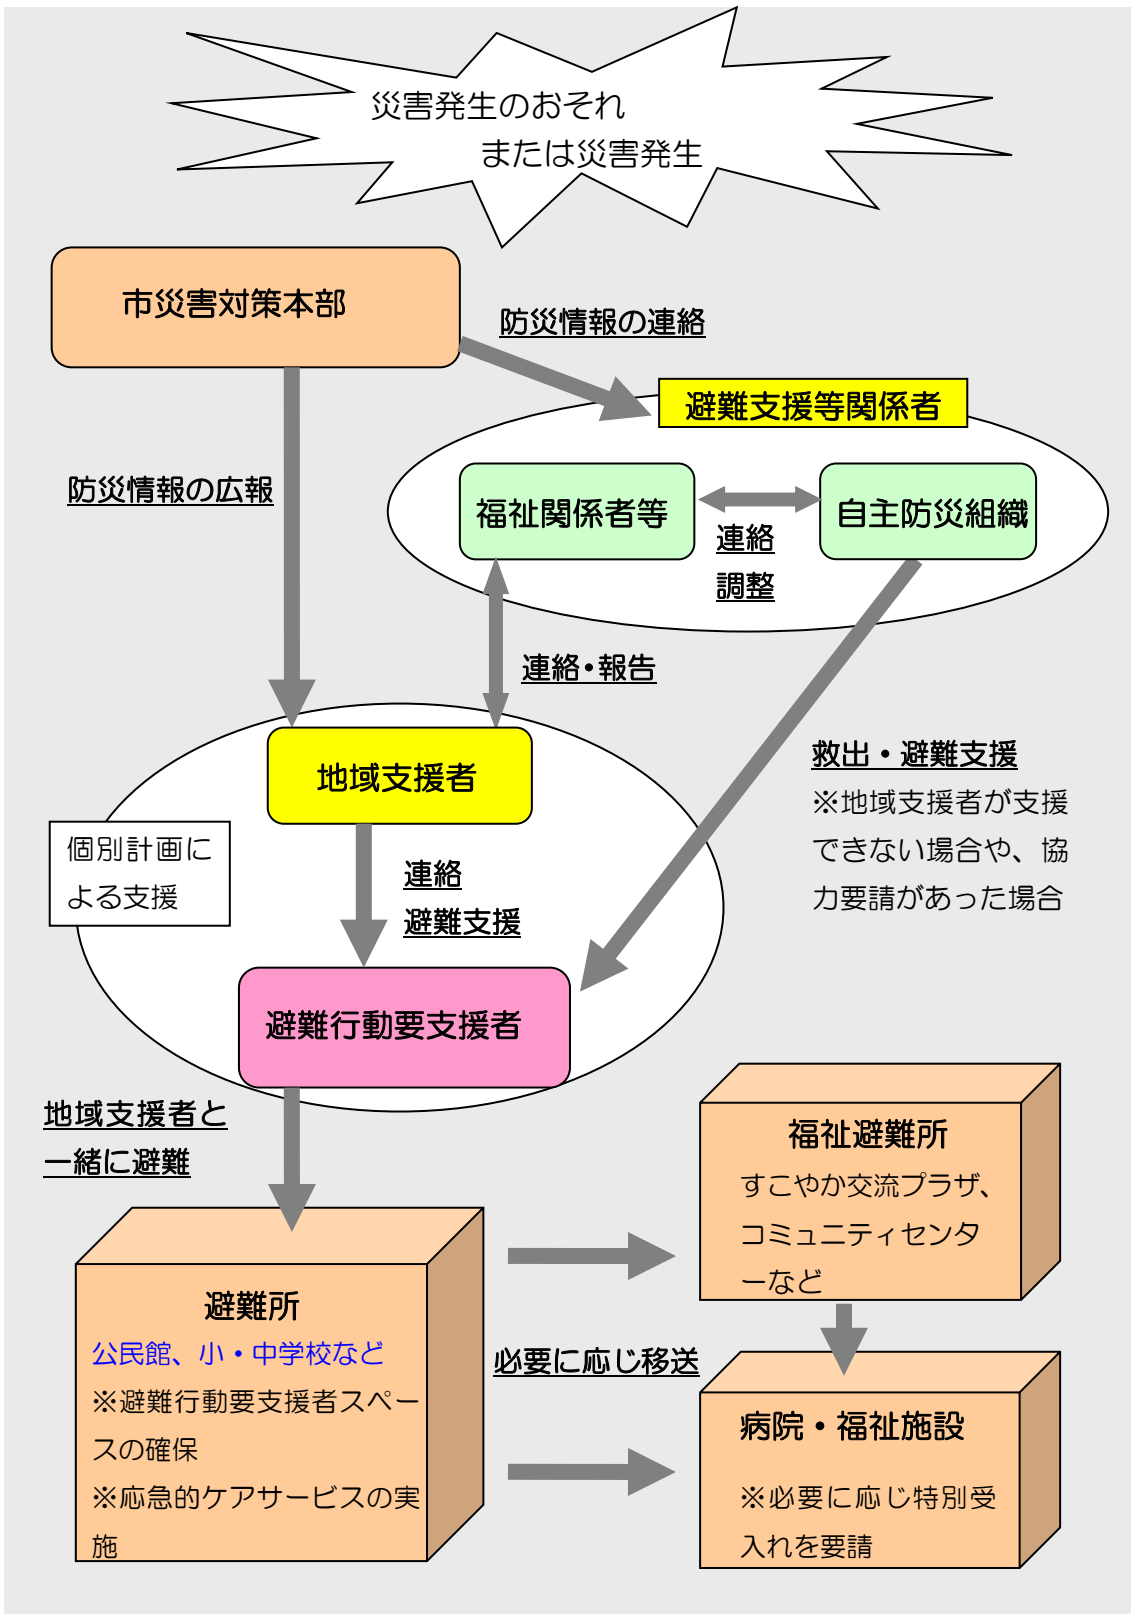 災害発生のおそれ
または災害発生
市災害対策本部
防災情報の連絡
避難支援等関係者
防災情報の広報
福祉関係者等
自主防災組織
連絡
調整
連絡・報告
地域支援者
救出・避難支援
※地域支援者が支援
できない場合や、協
力要請があった場合
個別計画に
よる支援
連絡
避難支援
避難行動要支援者
地域支援者と
一緒に避難
福祉避難所
すこやか交流プラザ、
コミュニティセンタ
ーなど
避難所
公民館、小・中学校など
※避難行動要支援者スペー
スの確保
※応急的ケアサービスの実
施
必要に応じ移送
病院・福祉施設
※必要に応じ特別受
入れを要請